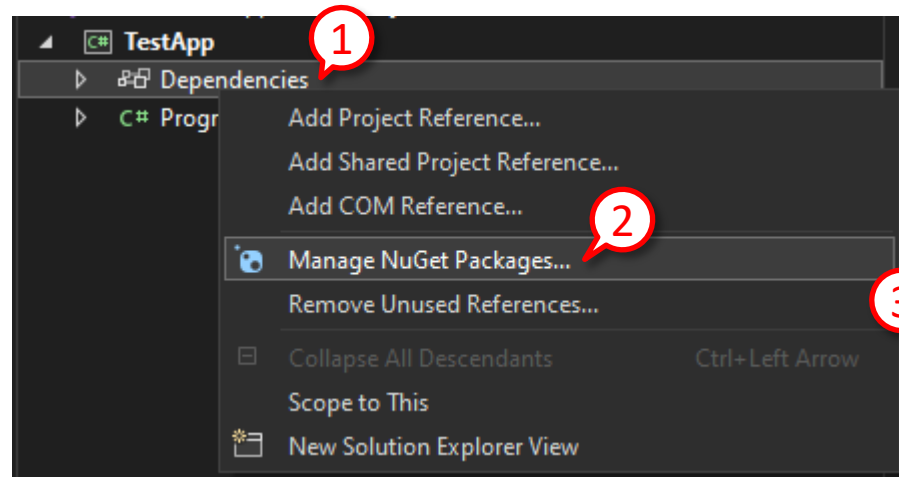 C# TestApp
1
Dependencies
C# Progr
Add Project Reference...
Add Shared Project Reference...
Add COM Reference...
2
Manage NuGet Packages...
Remove Unused References...
3
Collapse All Descendants Ctrl+Left Arrow
Scope to This
New Solution Explorer View